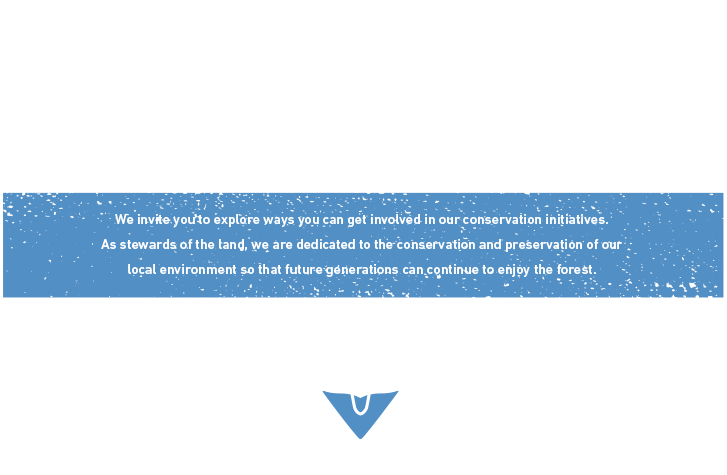 We invite you to explore ways you can get involved in our conservation initiatives.
As stewards of the land, we are dedicated to the conservation and preservation of our
local environment so that future generations can continue to enjoy the forest.